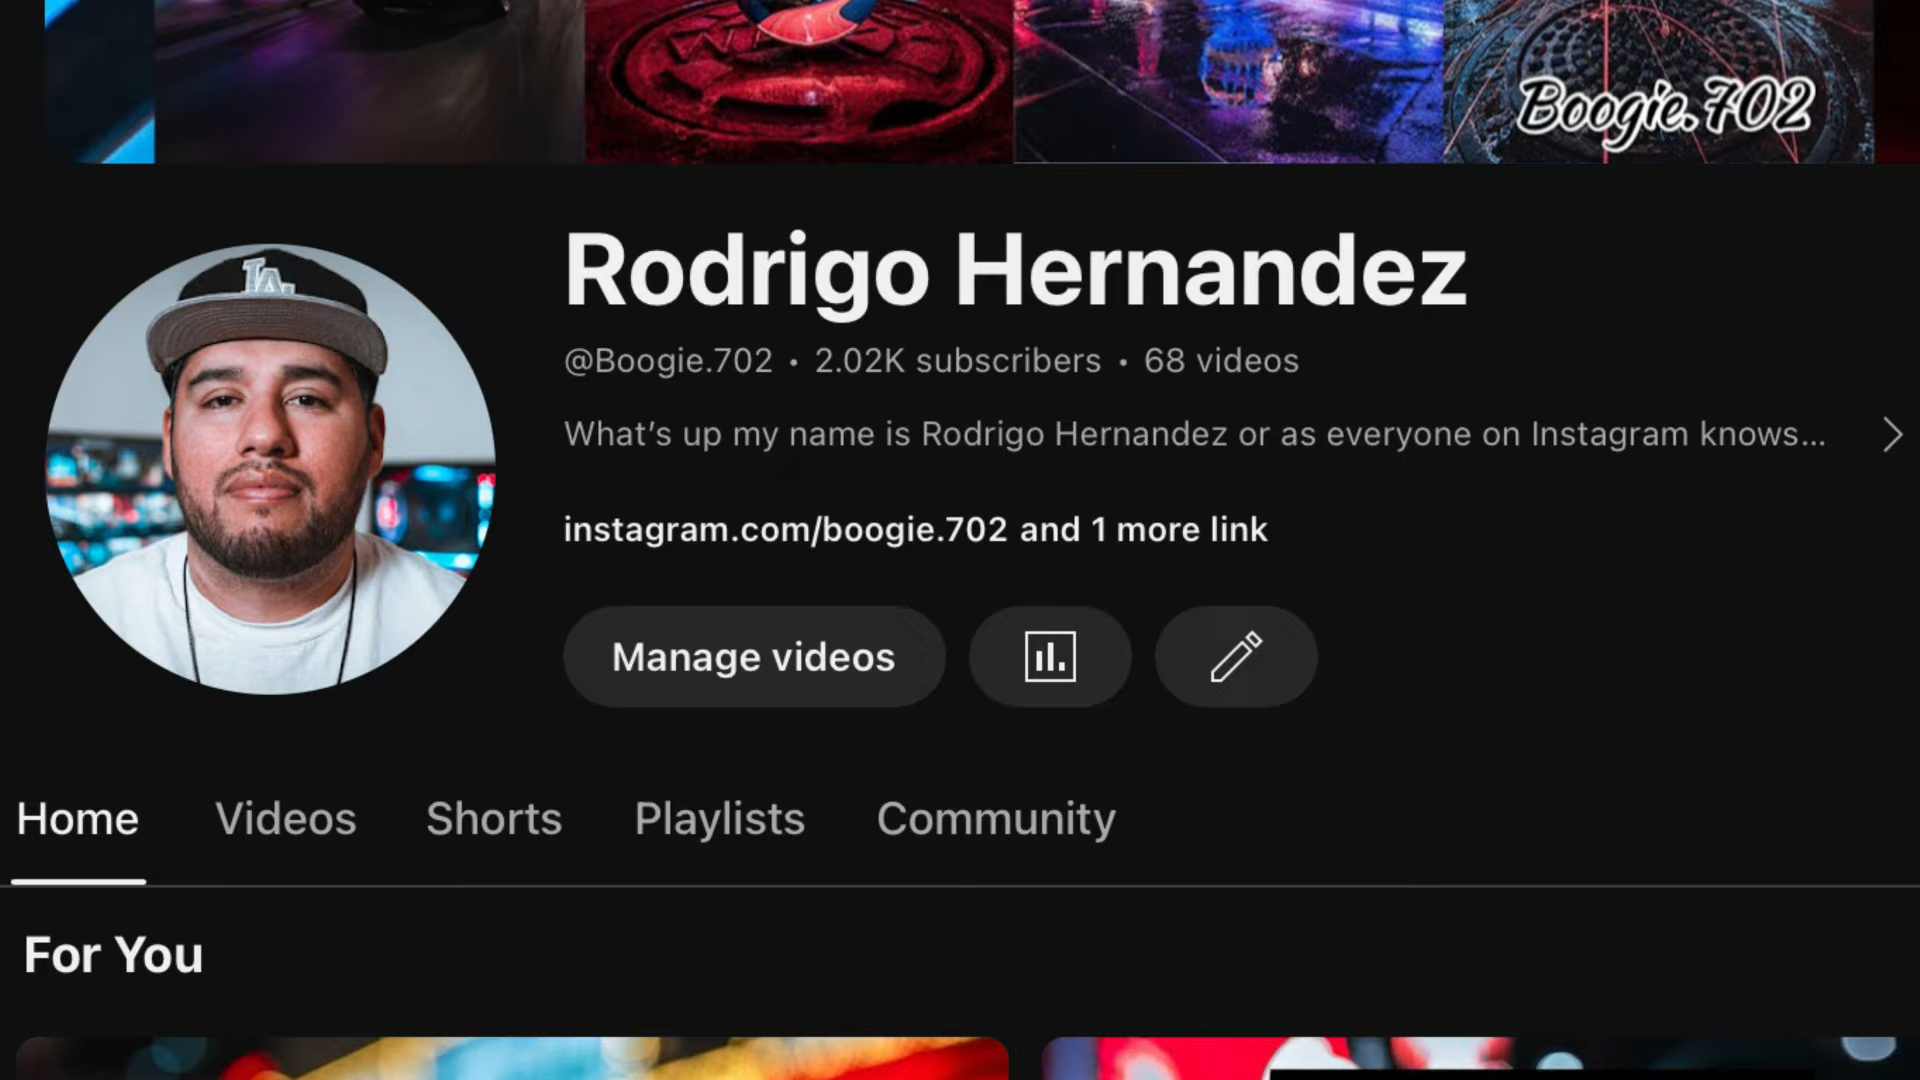 Boogie.702
LA
Rodrigo Hernandez
@Boogie.702 • 2.02K subscribers • 68 videos
What’s up my name is Rodrigo Hernandez or as everyone on Instagram knows...
instagram.com/boogie.702 and 1 more link
Manage videos
Home Videos Shorts Playlists Community
For You